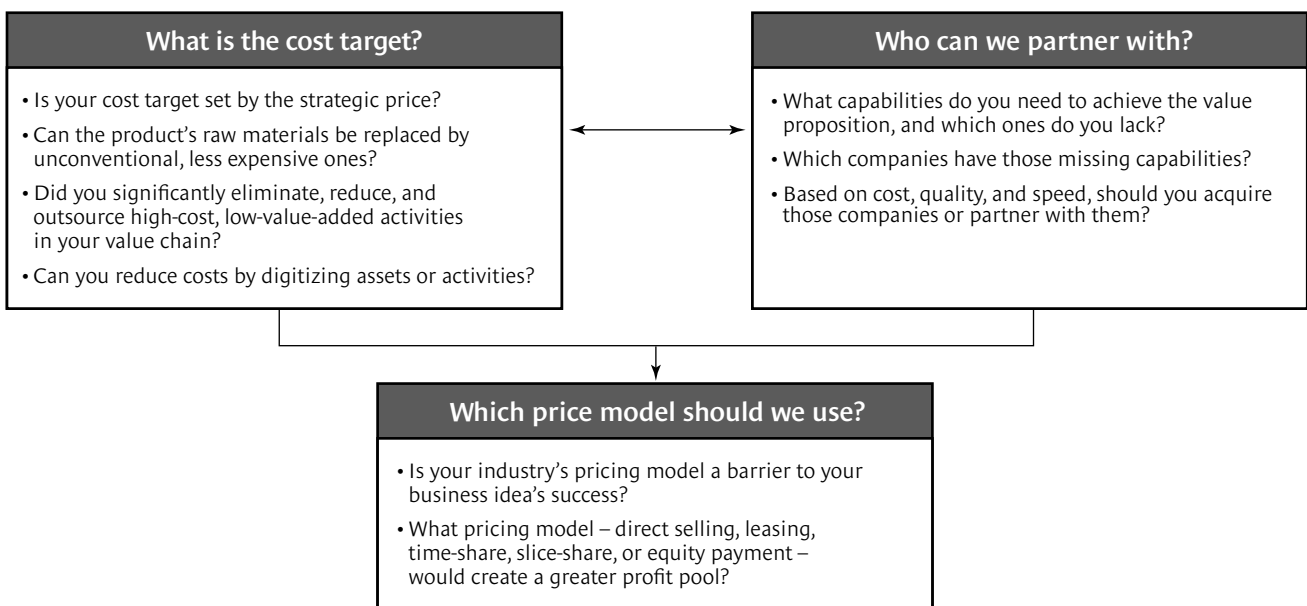 What is the cost target?
• Is your cost target set by the strategic price?
• Can the product’s raw materials be replaced by
unconventional, less expensive ones?
• Did you significantly eliminate, reduce, and
outsource high-cost, low-value-added activities
in your value chain?
• Can you reduce costs by digitizing assets or activities?
Who can we partner with?
• What capabilities do you need to achieve the value
proposition, and which ones do you lack?
• Which companies have those missing capabilities?
• Based on cost, quality, and speed, should you acquire
those companies or partner with them?
Which price model should we use?
• Is your industry’s pricing model a barrier to your
business idea’s success?
• What pricing model – direct selling, leasing,
time-share, slice-share, or equity payment –
would create a greater profit pool?